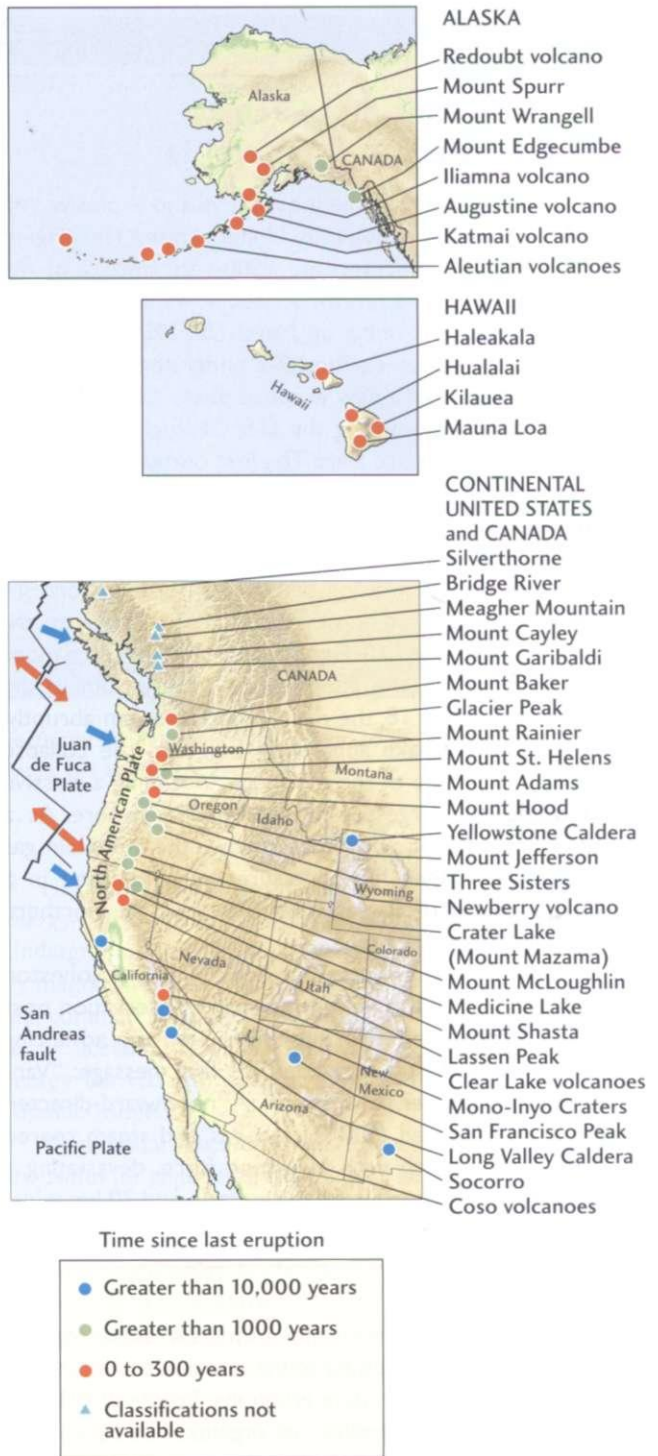 ALASKA
Redoubt volcano
Mount Spurr
Mount Wrangell
Mount Edgecumbe
Iliamna volcano
Augustine volcano
Katmai volcano
Aleutian volcanoes
Alaska
CANADA
HAWAII
Haleakala
Hualalai
Kilauea
Mauna Loa
Hawaii
CONTINENTAL
UNITED STATES
and CANADA
Silverthorne
Bridge River
Meagher Mountain
Mount Cayley
Mount Garibaldi
Mount Baker
Glacier Peak
Mount Rainier
Mount St. Helens
Mount Adams
Mount Hood
Yellowstone Caldera
Mount Jefferson
Three Sisters
Newberry volcano
Crater Lake
(Mount Mazama)
Mount McLoughlin
Medicine Lake
Mount Shasta
Lassen Peak
Clear Lake volcanoes
Mono-Inyo Craters
San Francisco Peak
Long Valley Caldera
Socorro
Coso volcanoes
CANADA
Juan
de Fuca
Plate
North American Plate
Washington
Montana
Oregon
Idaho
Wyoming
Nevada
California
Utah
Colorado
San
Andreas
fault
Arizona
New
Mexico
Pacific Plate
Time since last eruption
Greater than 10,000 years
Greater than 1000 years
0 to 300 years
Classifications not
available